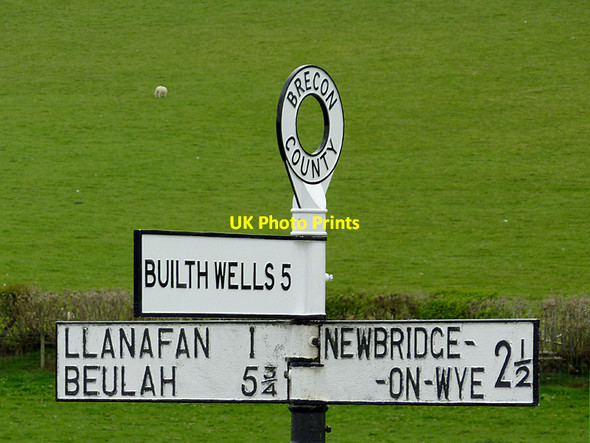 BRECON
COUNTY
UK Photo Prints
BUILTH WELLS 5
LLANAFAN 1
BEULAH 5¾
NEWBRIDGE-
-ON-WYE 2½